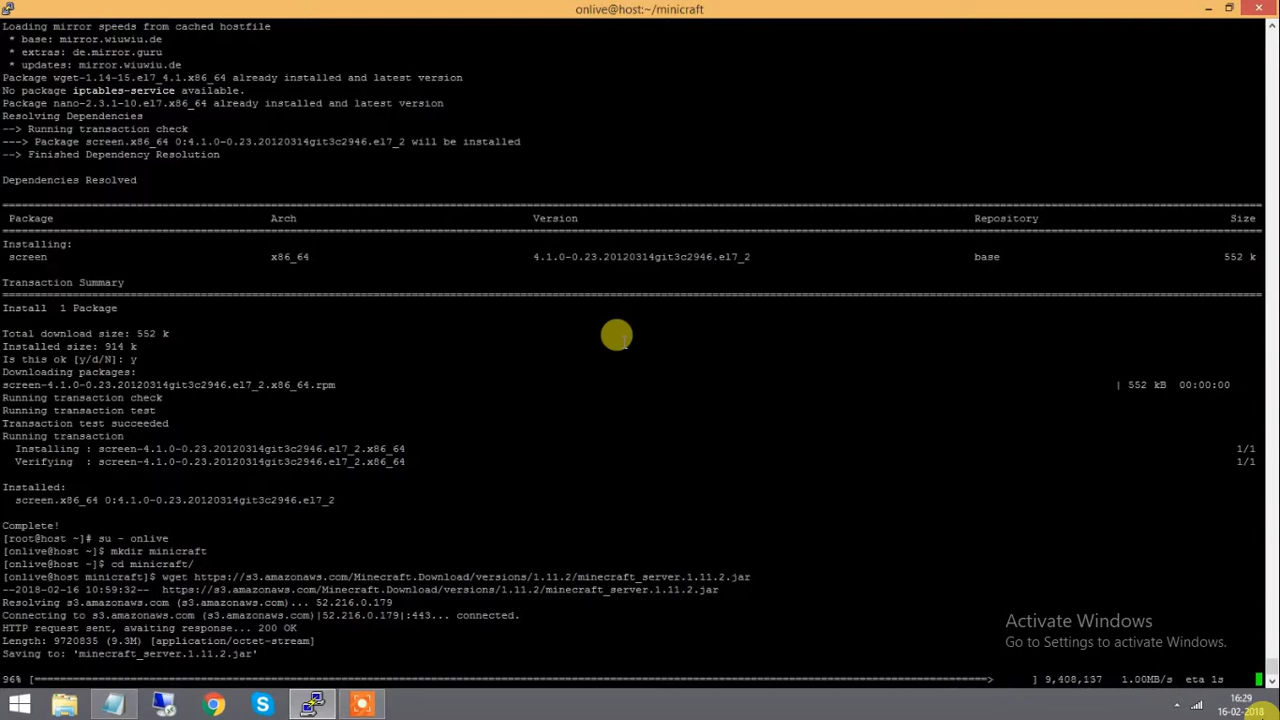 onlive@host:~/minicraft
Loading mirror speeds from cached hostfile
* base: mirror.wiuwiu.de
* extras: de.mirror.guru
* updates: mirror.wiuwiu.de
Package wget-1.14-15.el7_4.1.x86_64 already installed and latest version
No package iptables-service available.
Package nano-2.3.1-10.el7.x86_64 already installed and latest version
Resolving Dependencies
--> Running transaction check
---> Package screen.x86_64 0:4.1.0-0.23.20120314git3c2946.el7_2 will be installed
--> Finished Dependency Resolution
Dependencies Resolved
Package Arch Version Repository Size
Installing:
screen x86_64 4.1.0-0.23.20120314git3c2946.el7_2 base 552 k
Transaction Summary
Install 1 Package
Total download size: 552 k
Installed size: 914 k
Is this ok [y/d/N]: y
Downloading packages:
screen-4.1.0-0.23.20120314git3c2946.el7_2.x86_64.rpm | 552 kB 00:00:00
Running transaction check
Running transaction test
Transaction test succeeded
Running transaction
Installing : screen-4.1.0-0.23.20120314git3c2946.el7_2.x86_64 1/1
Verifying : screen-4.1.0-0.23.20120314git3c2946.el7_2.x86_64 1/1
Installed:
screen.x86_64 0:4.1.0-0.23.20120314git3c2946.el7_2
Complete!
[root@host ~]# su - onlive
[onlive@host ~]$ mkdir minicraft
[onlive@host ~]$ cd minicraft/
[onlive@host minicraft]$ wget https://s3.amazonaws.com/Minecraft.Download/versions/1.11.2/minecraft_server.1.11.2.jar
--2018-02-16 10:59:32-- https://s3.amazonaws.com/Minecraft.Download/versions/1.11.2/minecraft_server.1.11.2.jar
Resolving s3.amazonaws.com (s3.amazonaws.com)... 52.216.0.179
Connecting to s3.amazonaws.com (s3.amazonaws.com)|52.216.0.179|:443... connected.
HTTP request sent, awaiting response... 200 OK
Length: 9720835 (9.3M) [application/octet-stream]
Saving to: 'minecraft_server.1.11.2.jar'
96% [==============================> ] 9,408,137 1.00MB/s eta 1s
Activate Windows
Go to Settings to activate Windows.
16:29
16-02-2018